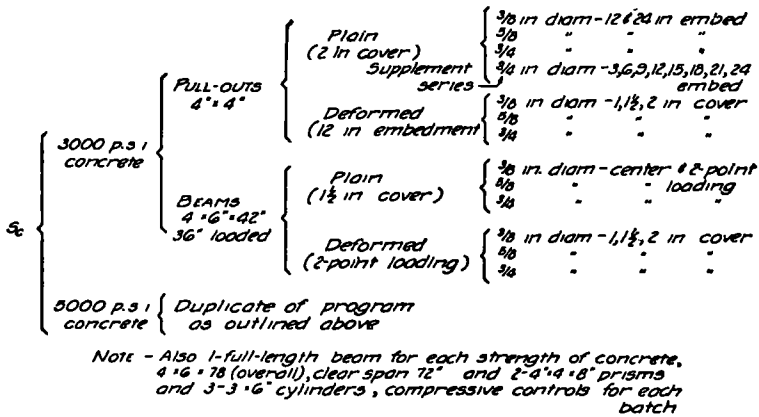 Sc
3000 p.s.i
concrete
PULL-OUTS
4"×4"
Plain
(2 in cover)
3/8 in diam-12 & 24 in embed
5/8 " " "
3/4 " " "
Supplement
series
3/4 in diam-3,6,9,12,15,18,21,24
embed
Deformed
(12 in embedment)
3/8 in diam-1,1½,2 in cover
5/8 " " "
3/4 " " "
BEAMS
4×6"×42"
36" loaded
Plain
(1½ in cover)
3/8 in. diam-center & 2-point
loading
5/8 " "
3/4 " " "
Deformed
(2-point loading)
3/8 in diam-1,1½,2 in cover
5/8 " " "
3/4 " " "
5000 p.s.i
concrete
Duplicate of program
as outlined above
NOTE - Also 1-full-length beam for each strength of concrete,
4×6×78 (overall), clear span 72" and 2-4"×4×8" prisms
and 3-3×6" cylinders, compressive controls for each
batch